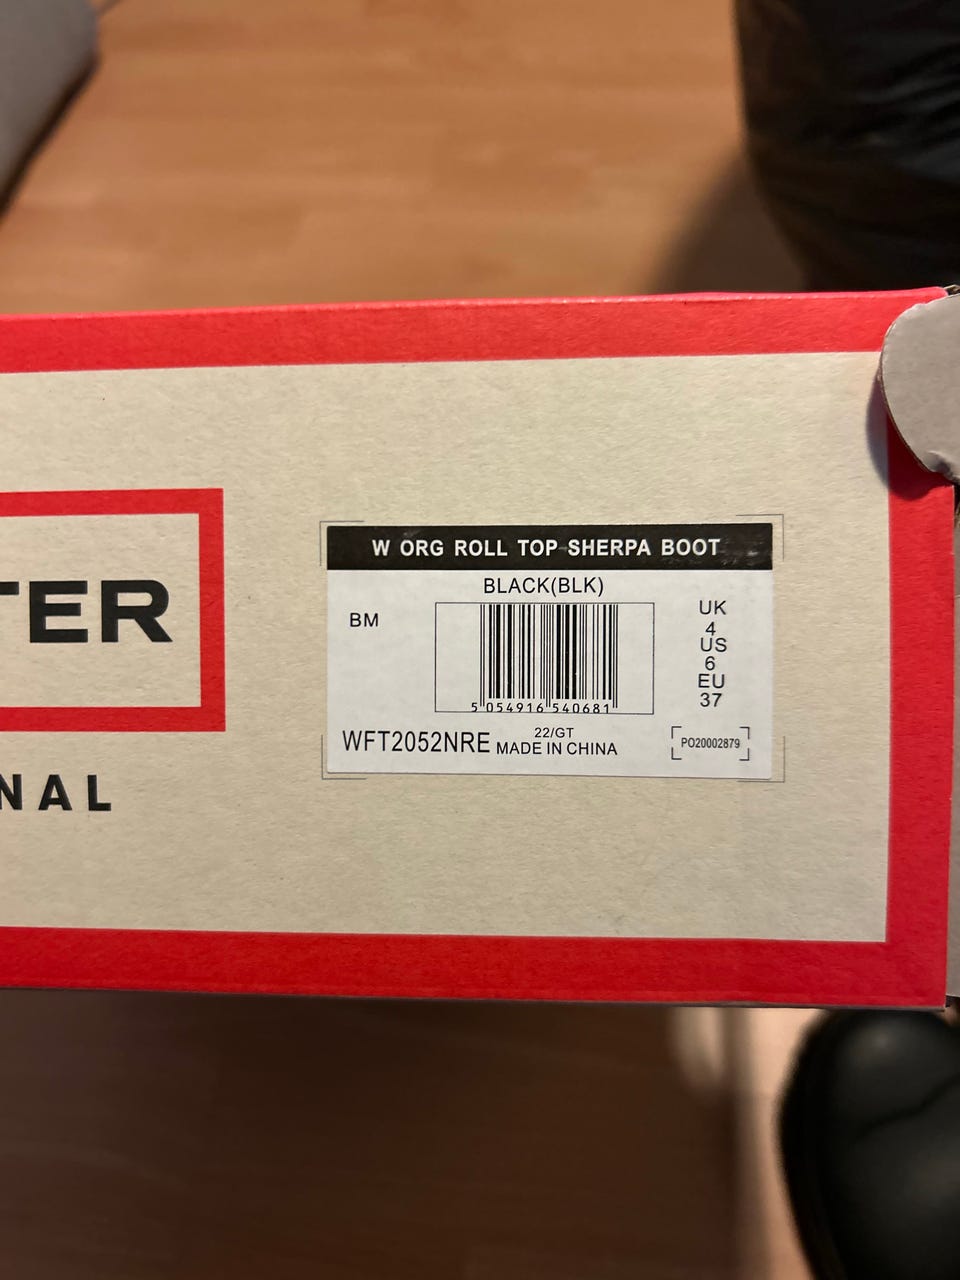 TER
NAL
W ORG ROLL TOP SHERPA BOOT
BLACK(BLK)
BM
UK
4
US
6
EU
37
5 054916 540681
WFT2052NRE
22/GT
MADE IN CHINA
PO20002879